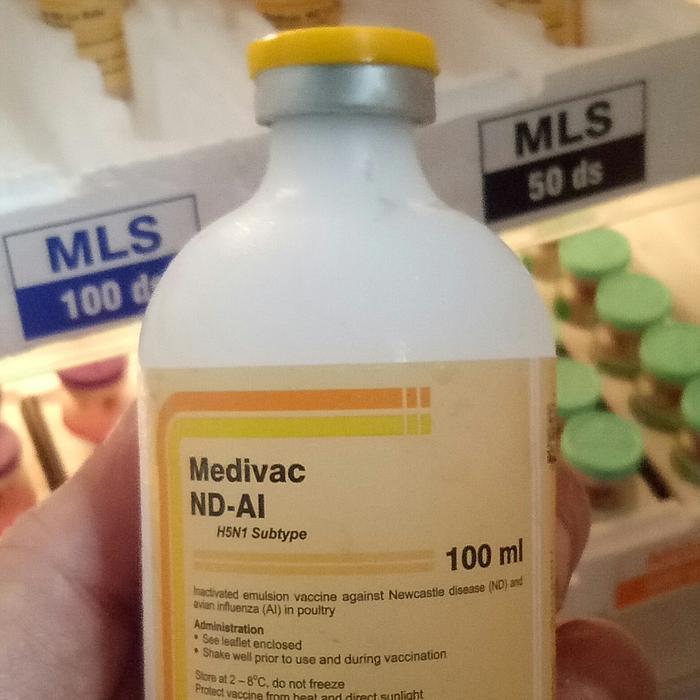 MLS
50 ds
MLS
100 ds
Medivac
ND-AI
H5N1 Subtype
100 ml
Inactivated emulsion vaccine against Newcastle disease (ND) and
avian influenza (AI) in poultry
Administration
* See leaflet enclosed
* Shake well prior to use and during vaccination
Store at 2 – 8°C, do not freeze
Protect vaccine from heat and direct sunlight